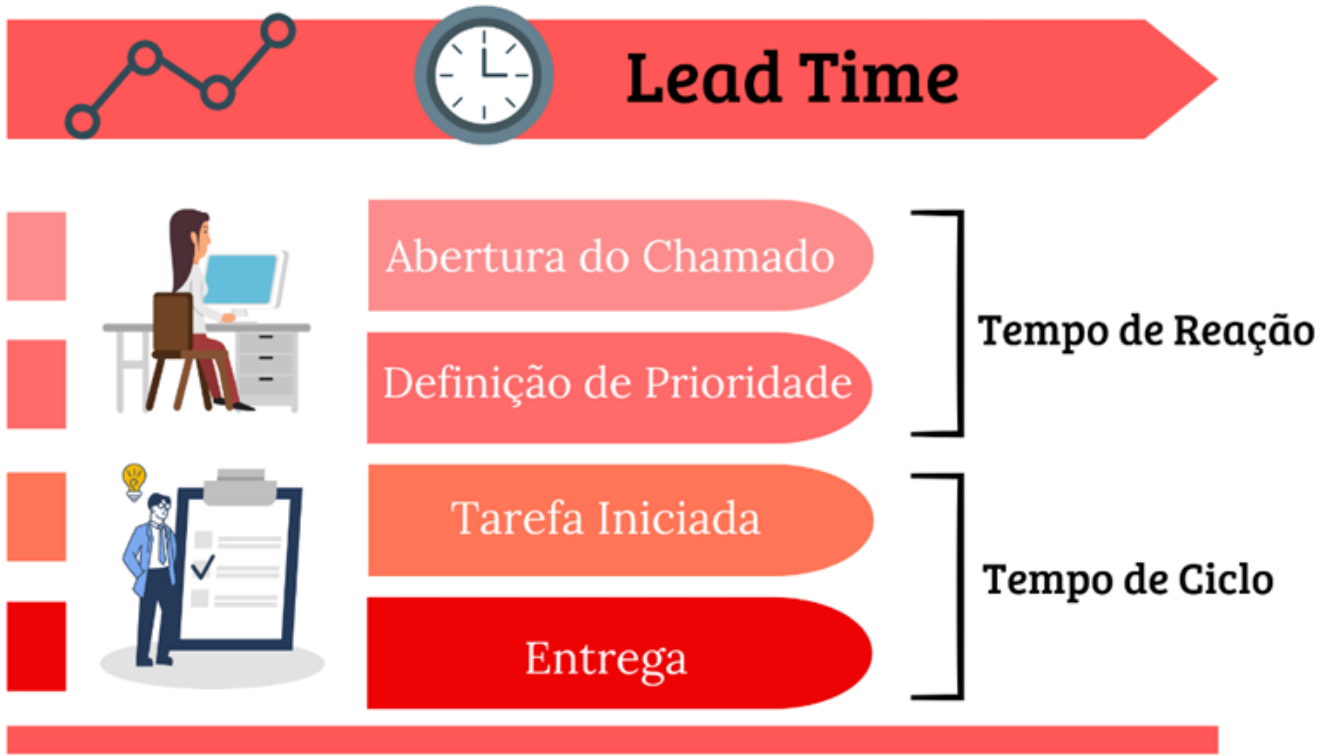 Lead Time
Abertura do Chamado
Definição de Prioridade
Tempo de Reação
Tarefa Iniciada
Entrega
Tempo de Ciclo